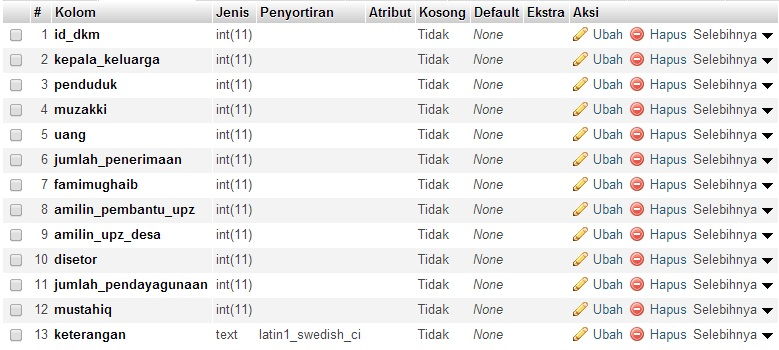 # Kolom Jenis Penyortiran Atribut Kosong Default Ekstra Aksi
1 id_dkm int(11) Tidak None Ubah Hapus Selebihnya
2 kepala_keluarga int(11) Tidak None Ubah Hapus Selebihnya
3 penduduk int(11) Tidak None Ubah Hapus Selebihnya
4 muzakki int(11) Tidak None Ubah Hapus Selebihnya
5 uang int(11) Tidak None Ubah Hapus Selebihnya
6 jumlah_penerimaan int(11) Tidak None Ubah Hapus Selebihnya
7 famimughaib int(11) Tidak None Ubah Hapus Selebihnya
8 amilin_pembantu_upz int(11) Tidak None Ubah Hapus Selebihnya
9 amilin_upz_desa int(11) Tidak None Ubah Hapus Selebihnya
10 disetor int(11) Tidak None Ubah Hapus Selebihnya
11 jumlah_pendayagunaan int(11) Tidak None Ubah Hapus Selebihnya
12 mustahiq int(11) Tidak None Ubah Hapus Selebihnya
13 keterangan text latin1_swedish_ci Tidak None Ubah Hapus Selebihnya